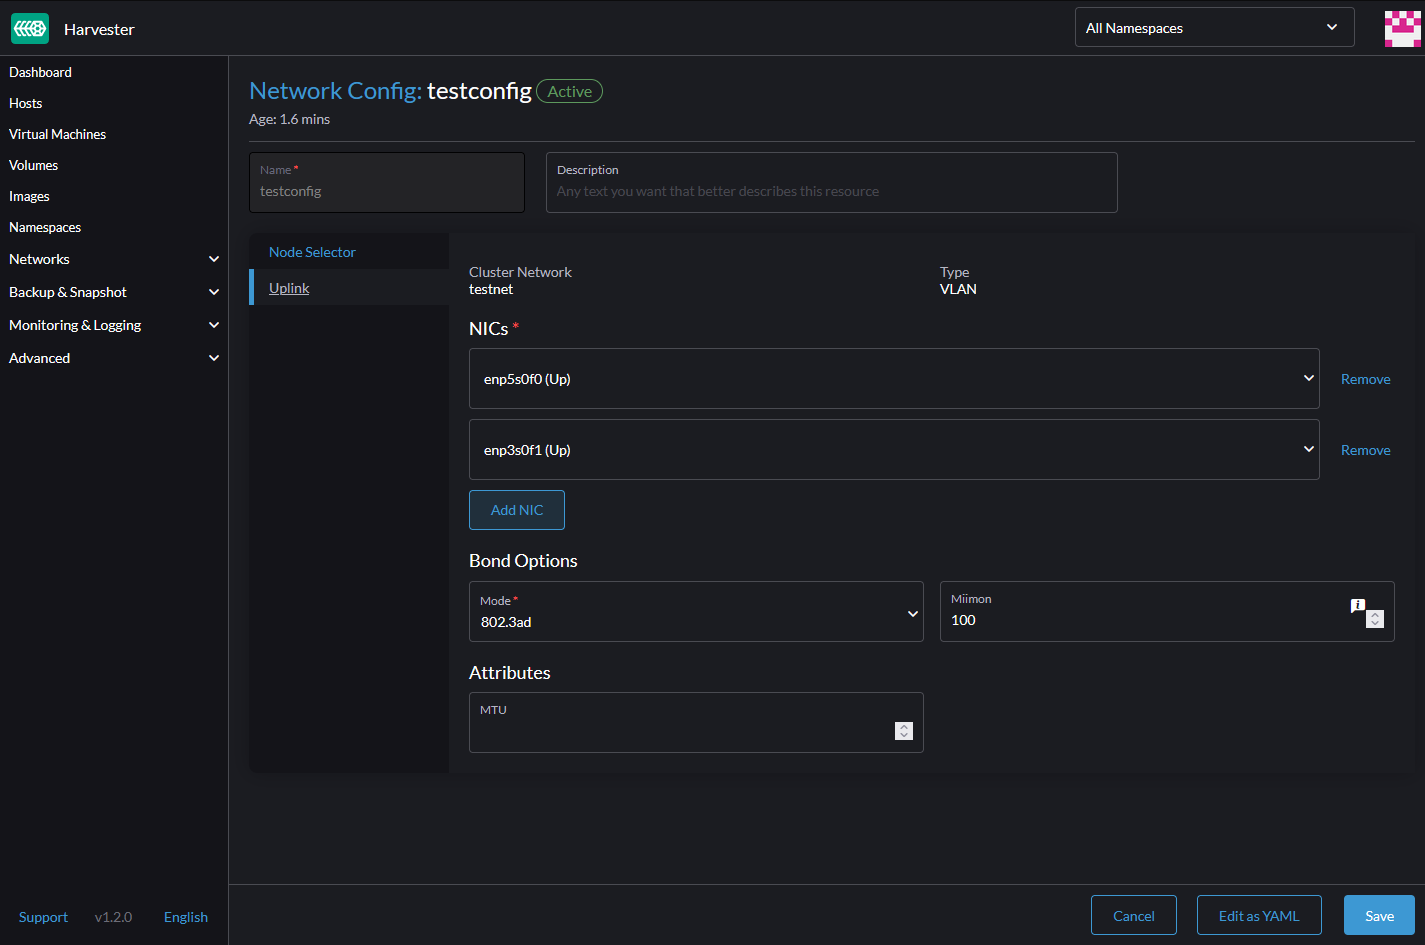 Harvester
All Namespaces
Dashboard
Hosts
Virtual Machines
Volumes
Images
Namespaces
Networks
Backup & Snapshot
Monitoring & Logging
Advanced
Support v1.2.0 English
Network Config: testconfig Active
Age: 1.6 mins
Name *
testconfig
Description
Any text you want that better describes this resource
Node Selector
Uplink
Cluster Network
testnet
Type
VLAN
NICs *
enp5s0f0 (Up)
Remove
enp3s0f1 (Up)
Remove
Add NIC
Bond Options
Mode *
802.3ad
Miimon
100
i
Attributes
MTU
Cancel
Edit as YAML
Save